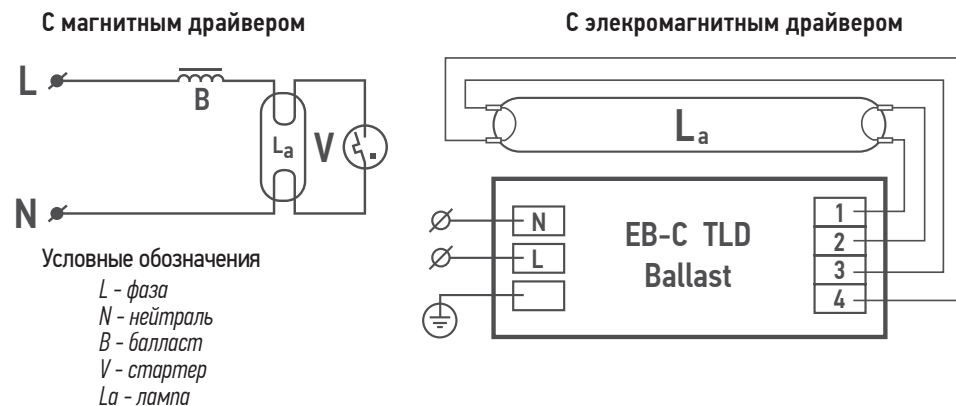 С магнитным драйвером
L
B
La
V
N
Условные обозначения
L - фаза
N - нейтраль
B - балласт
V - стартер
La - лампа
С элекромагнитным драйвером
La
N
L
EB-C TLD
Ballast
1
2
3
4